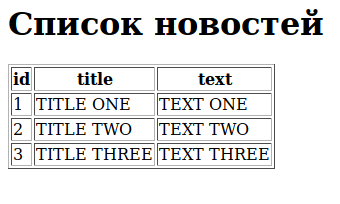 Список новостей
id title text
1 TITLE ONE TEXT ONE
2 TITLE TWO TEXT TWO
3 TITLE THREE TEXT THREE